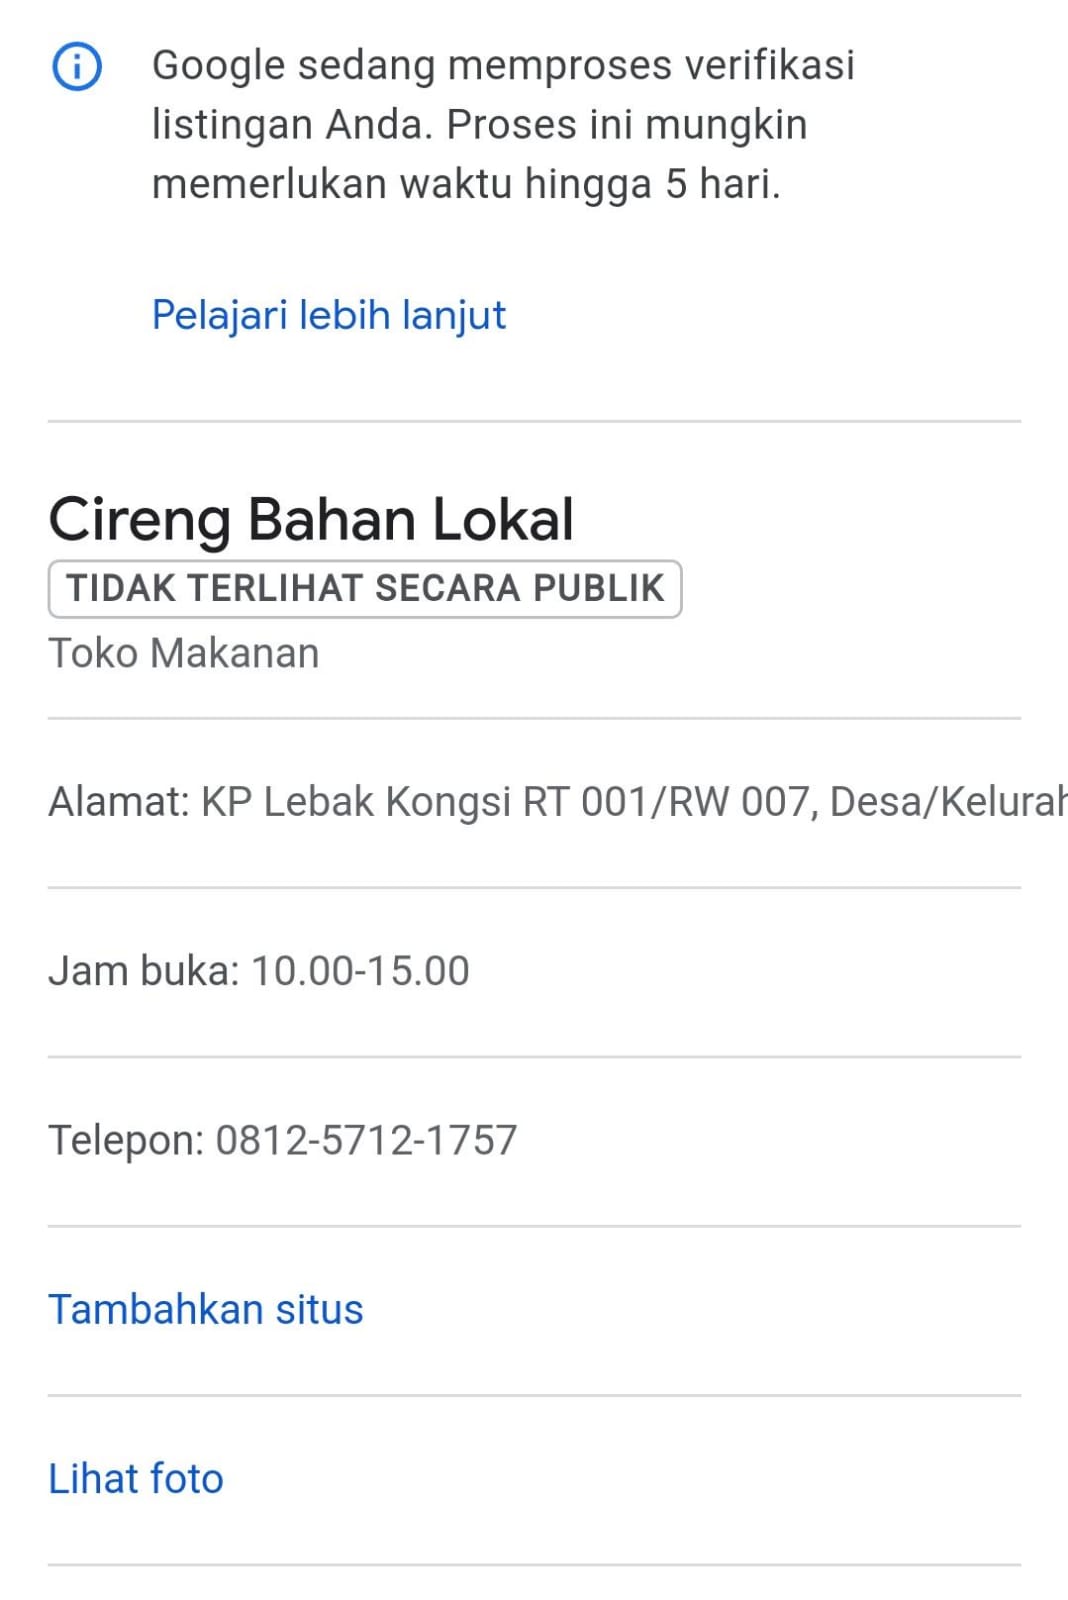 Google sedang memproses verifikasi
listingan Anda. Proses ini mungkin
memerlukan waktu hingga 5 hari.
Pelajari lebih lanjut
Cireng Bahan Lokal
TIDAK TERLIHAT SECARA PUBLIK
Toko Makanan
Alamat: KP Lebak Kongsi RT 001/RW 007, Desa/Kelurah
Jam buka: 10.00-15.00
Telepon: 0812-5712-1757
Tambahkan situs
Lihat foto